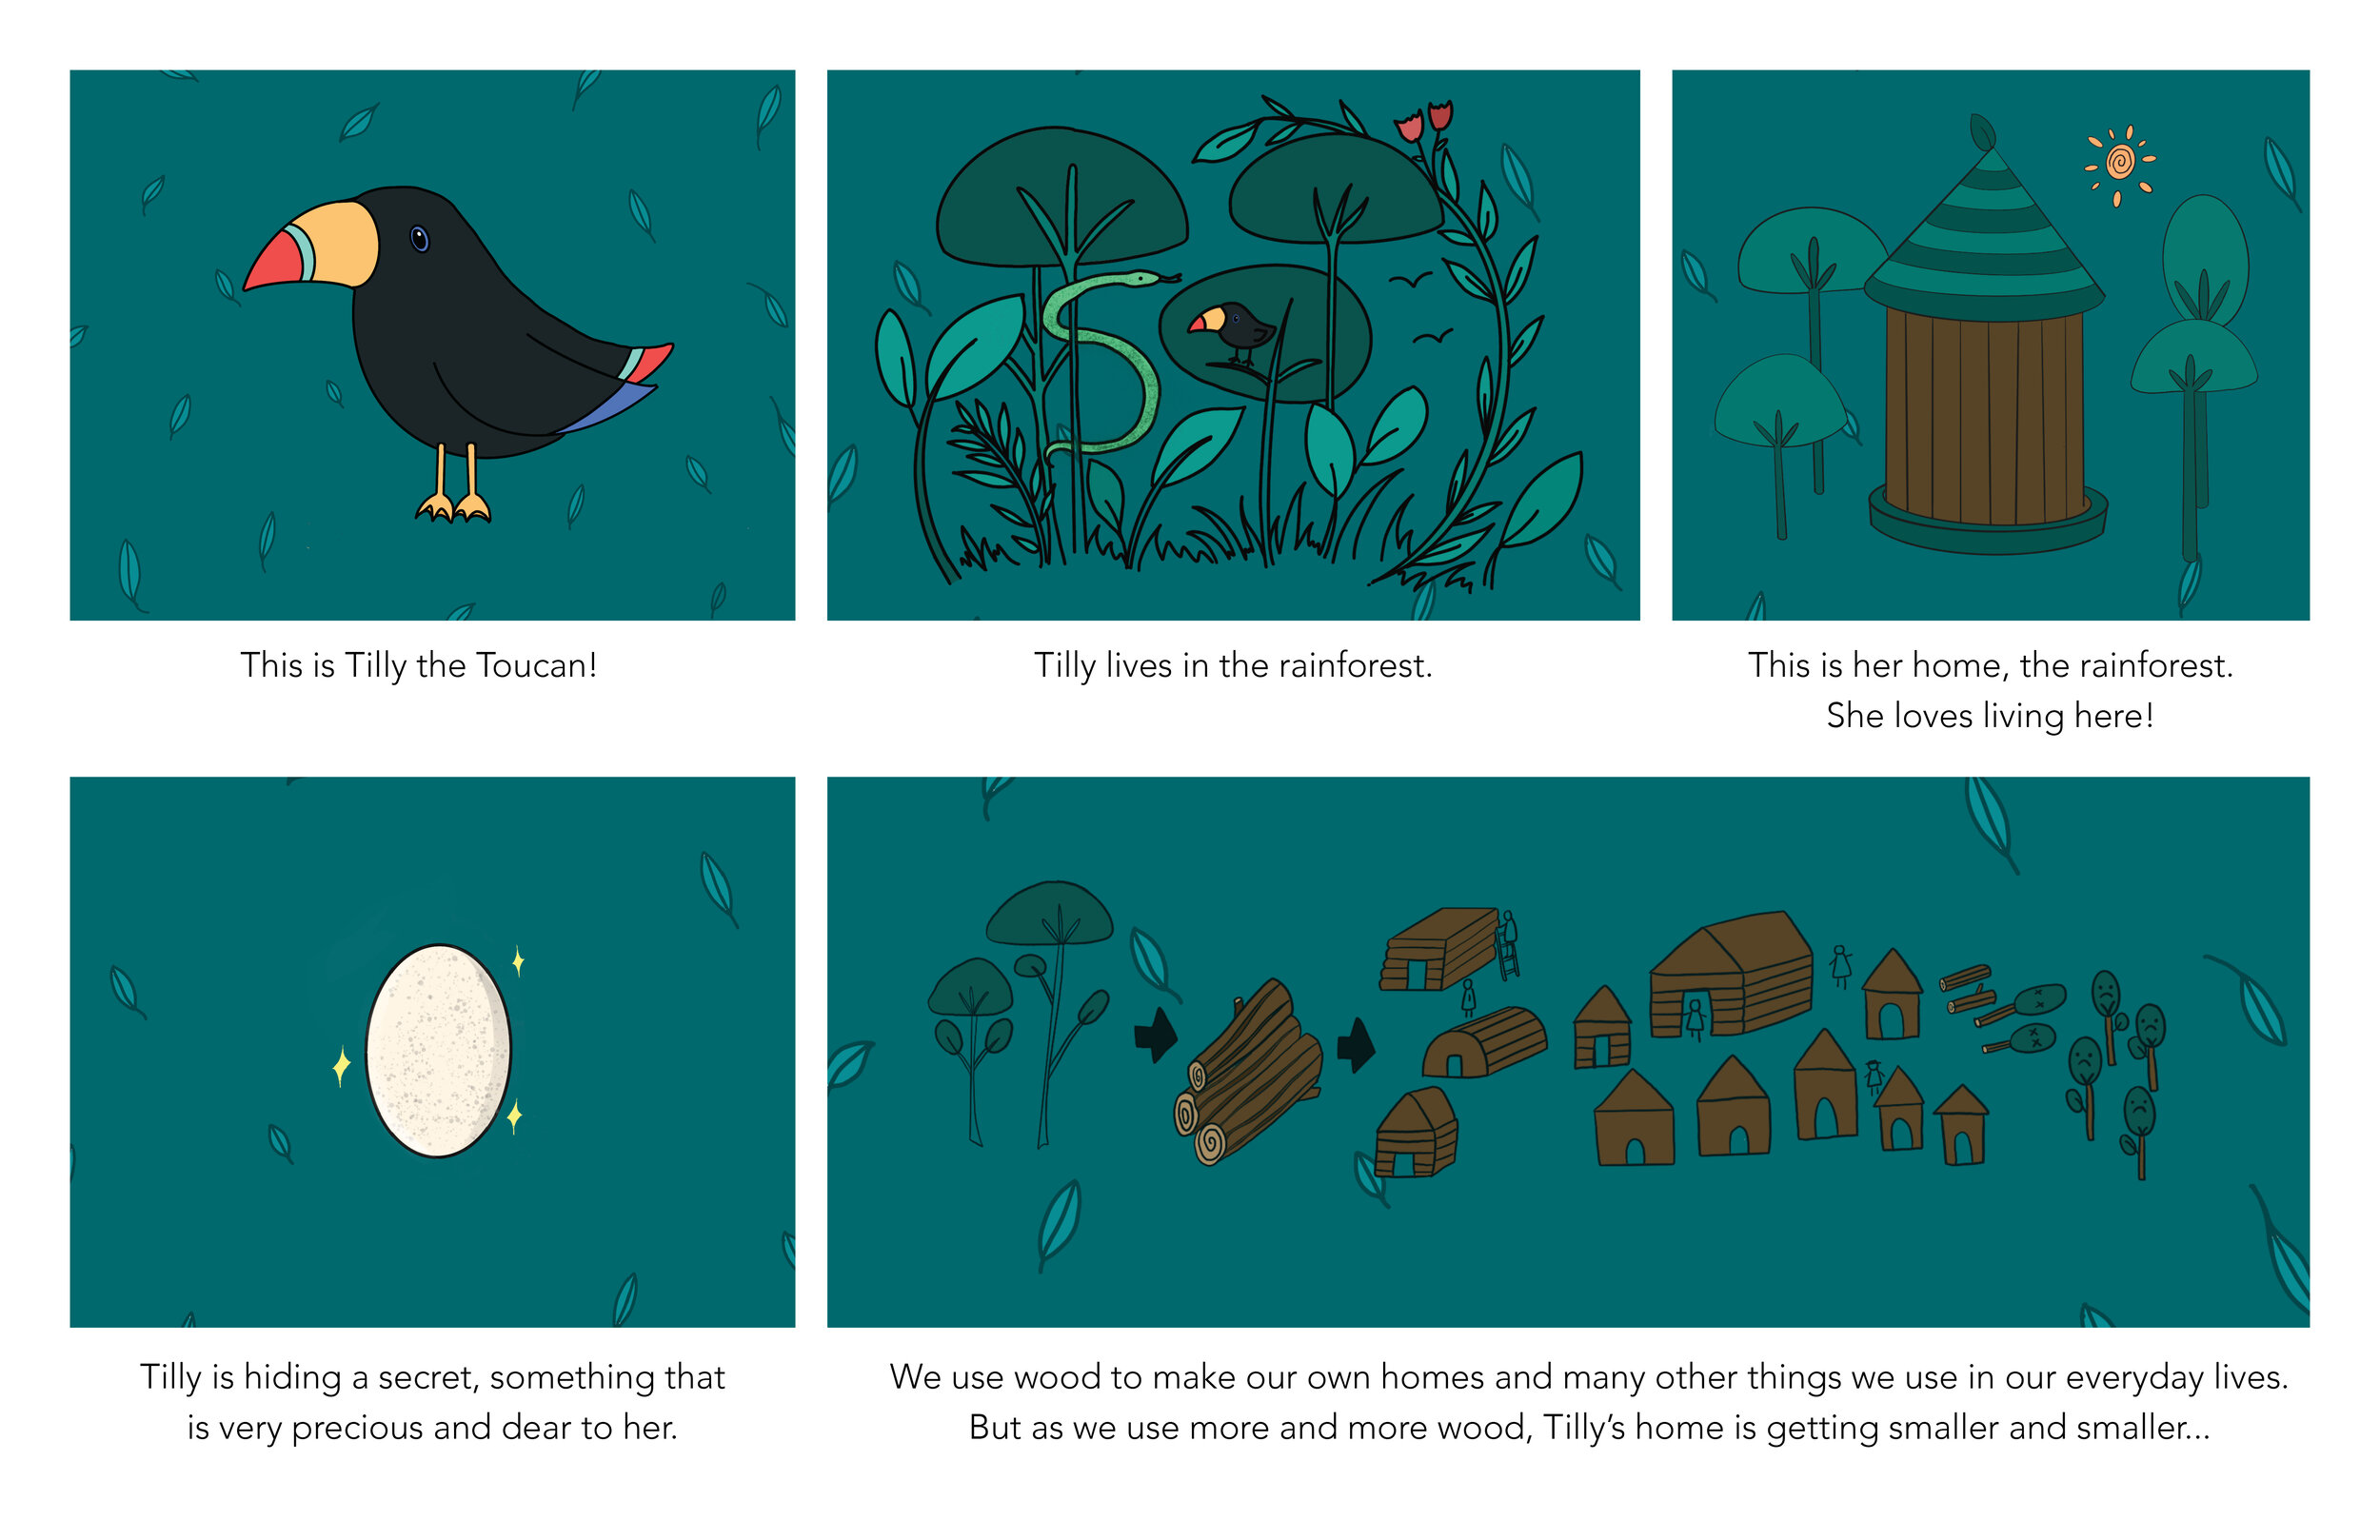 This is Tilly the Toucan!
Tilly lives in the rainforest.
This is her home, the rainforest.
She loves living here!
Tilly is hiding a secret, something that
is very precious and dear to her.
We use wood to make our own homes and many other things we use in our everyday lives.
But as we use more and more wood, Tilly’s home is getting smaller and smaller...